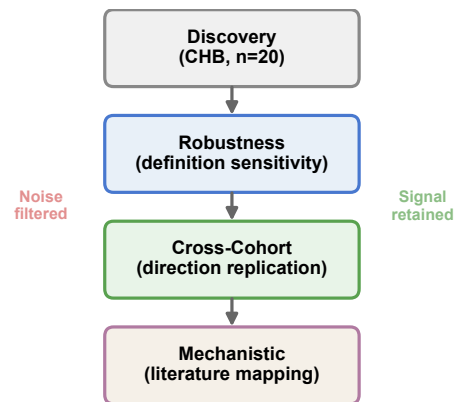 Discovery
(CHB, n=20)
Robustness
(definition sensitivity)
Noise
filtered
Signal
retained
Cross-Cohort
(direction replication)
Mechanistic
(literature mapping)